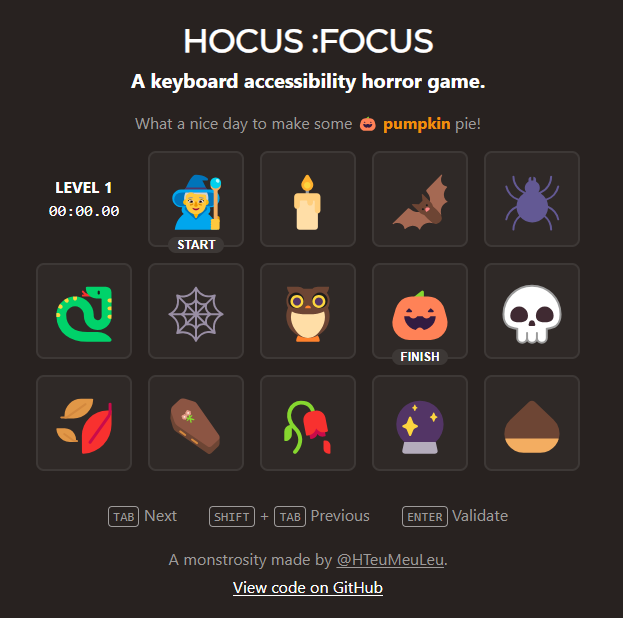 HOCUS :FOCUS
A keyboard accessibility horror game.
What a nice day to make some 🎃 pumpkin pie!
LEVEL 1
00:00.00
START
FINISH
TAB Next SHIFT + TAB Previous ENTER Validate
A monstrosity made by @HTeuMeuLeu.
View code on GitHub